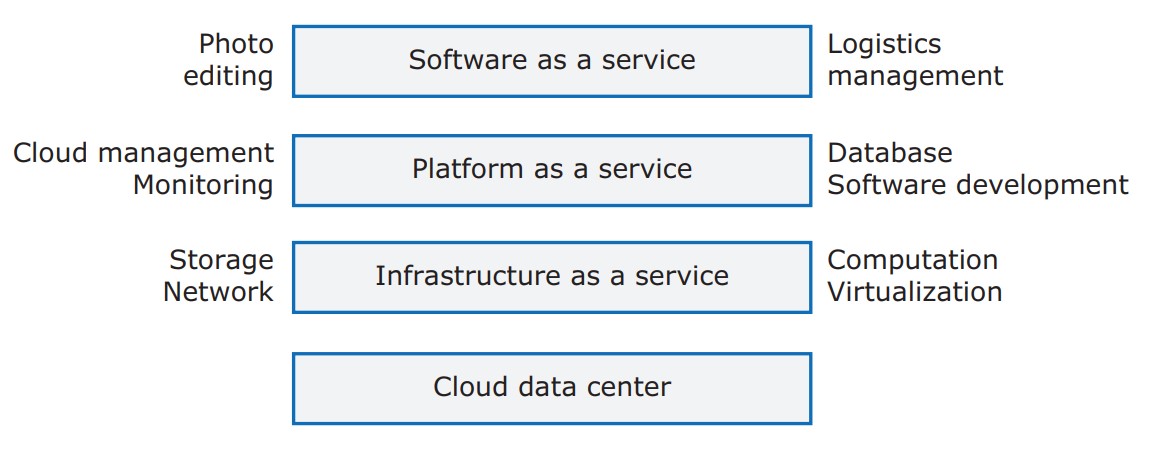 Photo
editing
Software as a service
Logistics
management
Cloud management
Monitoring
Platform as a service
Database
Software development
Storage
Network
Infrastructure as a service
Computation
Virtualization
Cloud data center